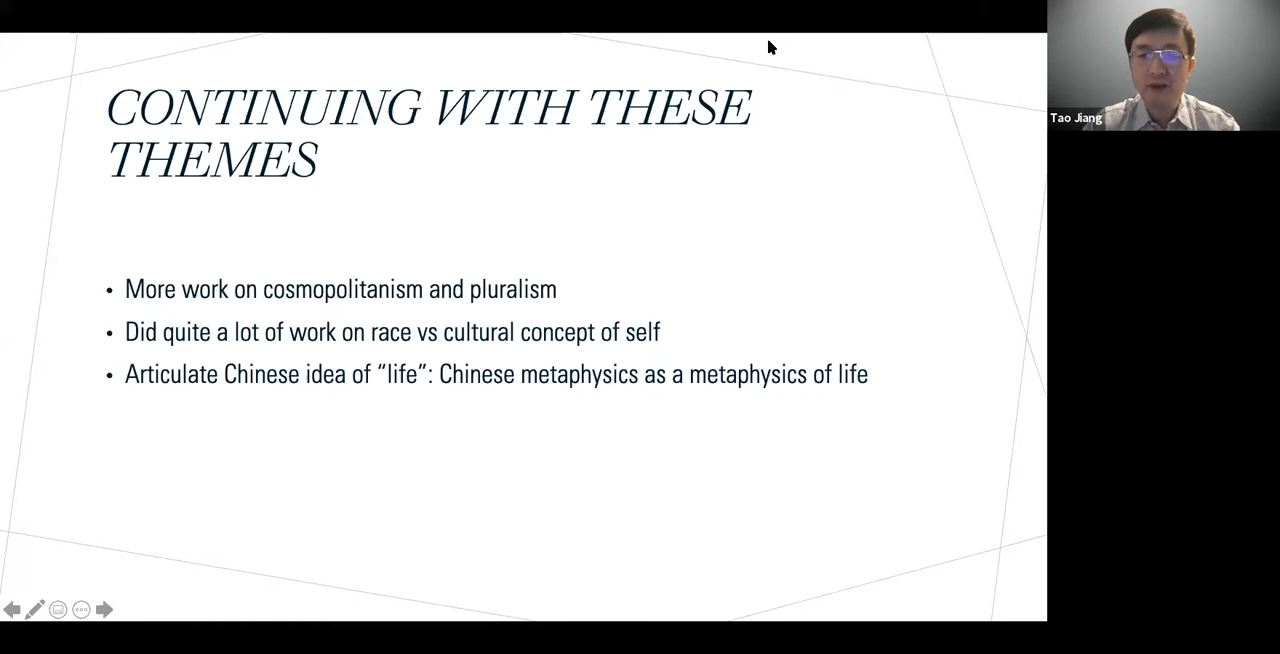 CONTINUING WITH THESE
THEMES
• More work on cosmopolitanism and pluralism
• Did quite a lot of work on race vs cultural concept of self
• Articulate Chinese idea of “life”: Chinese metaphysics as a metaphysics of life
Tao Jiang